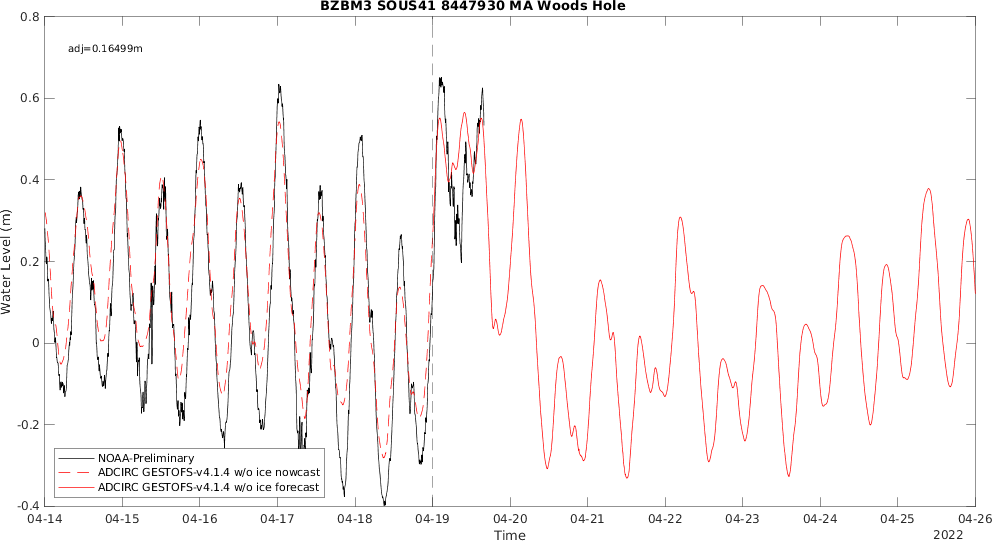 BZBM3 SOUS41 8447930 MA Woods Hole
0.8
adj=0.16499m
0.6
0.4
0.2
0
-0.2
-0.4
Water Level (m)
NOAA-Preliminary
ADCIRC GESTOFS-v4.1.4 w/o ice nowcast
ADCIRC GESTOFS-v4.1.4 w/o ice forecast
04-14 04-15 04-16 04-17 04-18 04-19 04-20 04-21 04-22 04-23 04-24 04-25 04-26
Time
2022